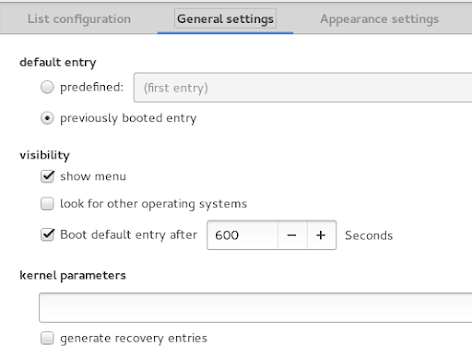 List configuration General settings Appearance settings
default entry
predefined: (first entry)
previously booted entry
visibility
show menu
look for other operating systems
Boot default entry after 600 − + Seconds
kernel parameters
generate recovery entries